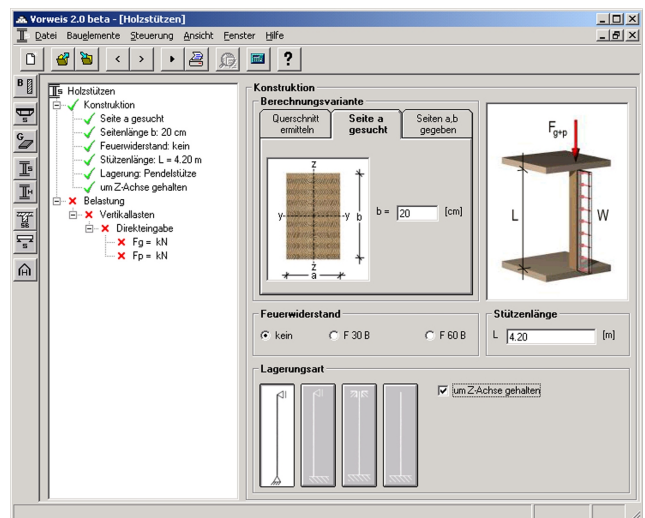 Vorweis 2.0 beta - [Holzstützen]
Datei Bauelemente Steuerung Ansicht Fenster Hilfe
?
B
S
G
S
H
SE
S
Holzstützen
Konstruktion
Seite a gesucht
Seitenlänge b: 20 cm
Feuerwiderstand: kein
Stützenlänge: L = 4.20 m
Lagerung: Pendelstütze
um Z-Achse gehalten
Belastung
Vertikallasten
Direkteingabe
Fg = kN
Fp = kN
Konstruktion
Berechnungsvariante
Querschnitt ermitteln
Seite a gesucht
Seiten a,b gegeben
z
y
y
b
z
a
b = 20 [cm]
Fg+p
L
W
Feuerwiderstand
kein
F 30 B
F 60 B
Stützenlänge
L 4.20 [m]
Lagerungsart
um Z-Achse gehalten